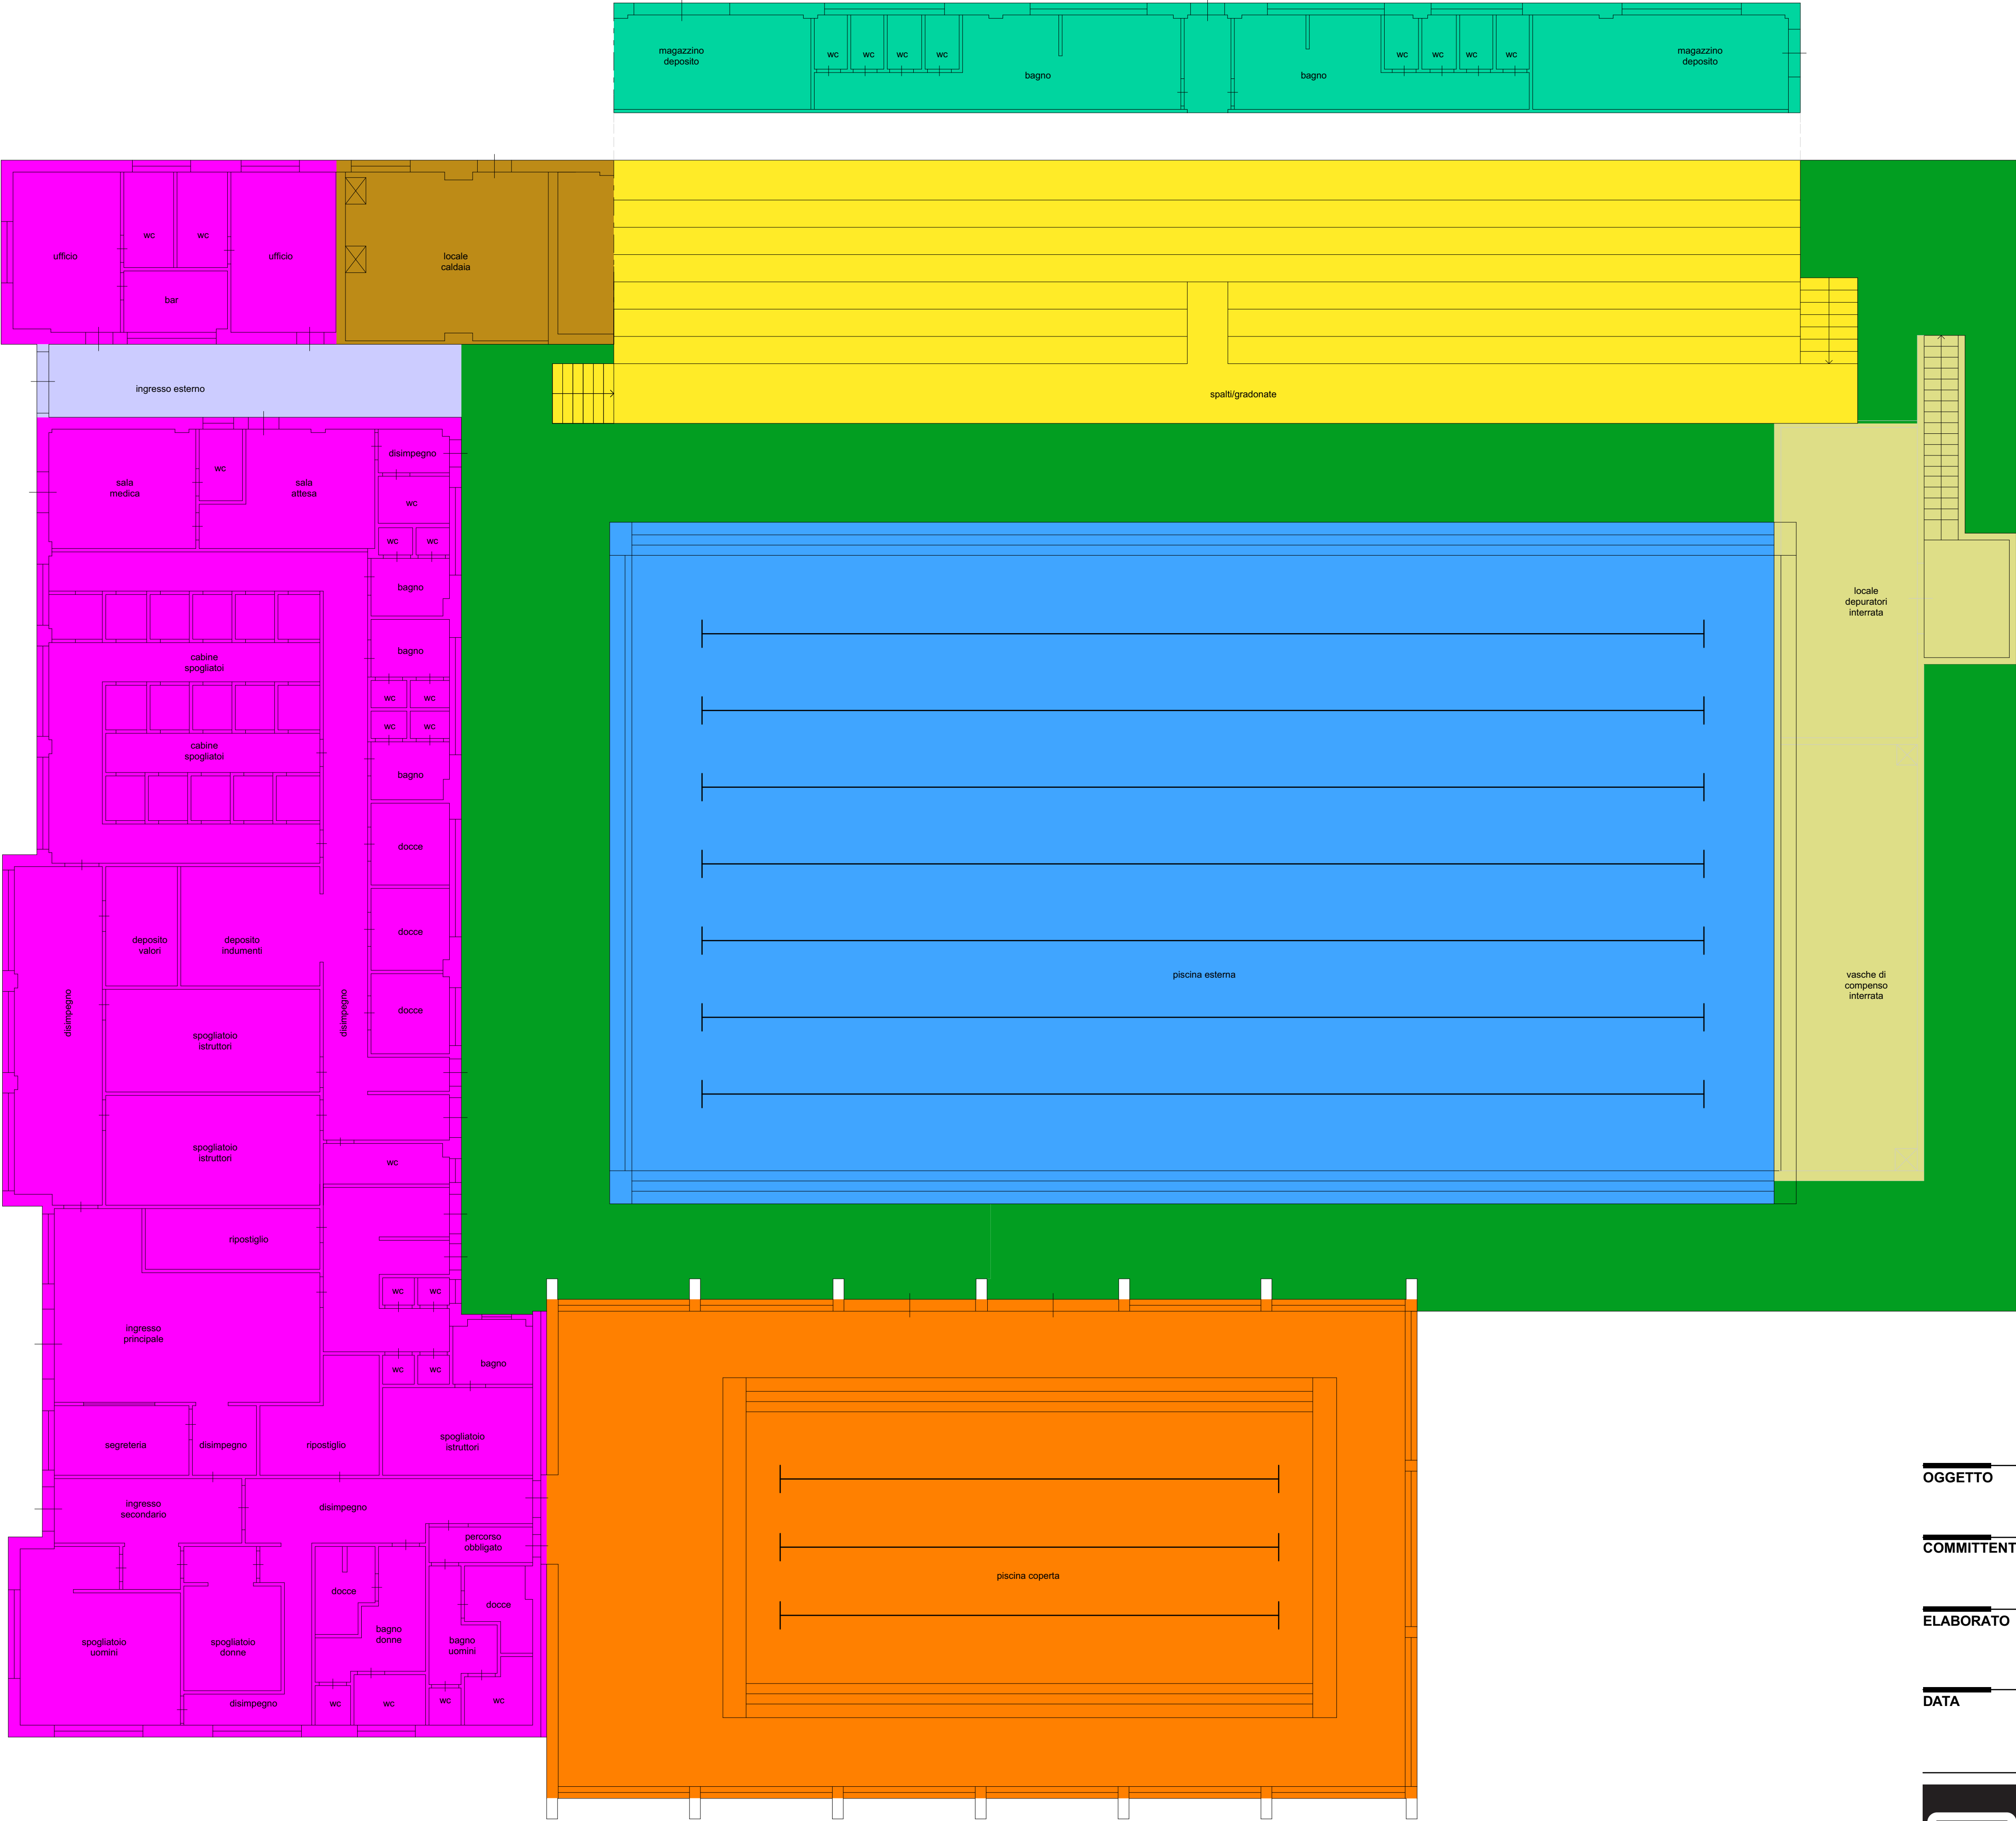 magazzino
deposito
wc
wc
wc
wc
bagno
bagno
wc
wc
wc
wc
magazzino
deposito
ufficio
wc
wc
bar
ufficio
locale
caldaia
ingresso esterno
spalti/gradonate
sala
medica
wc
sala
attesa
disimpegno
wc
wc
wc
bagno
bagno
cabine
spogliatoi
wc
wc
wc
wc
cabine
spogliatoi
bagno
docce
deposito
valori
deposito
indumenti
docce
disimpegno
disimpegno
docce
spogliatoio
istruttori
spogliatoio
istruttori
wc
locale
depuratori
interrata
piscina esterna
vasche di
compenso
interrata
ripostiglio
wc
wc
ingresso
principale
wc
wc
bagno
segreteria
disimpegno
ripostiglio
spogliatoio
istruttori
ingresso
secondario
disimpegno
percorso
obbligato
docce
docce
spogliatoio
uomini
spogliatoio
donne
bagno
donne
bagno
uomini
disimpegno
wc
wc
wc
wc
piscina coperta
OGGETTO
COMMITTENT
ELABORATO
DATA